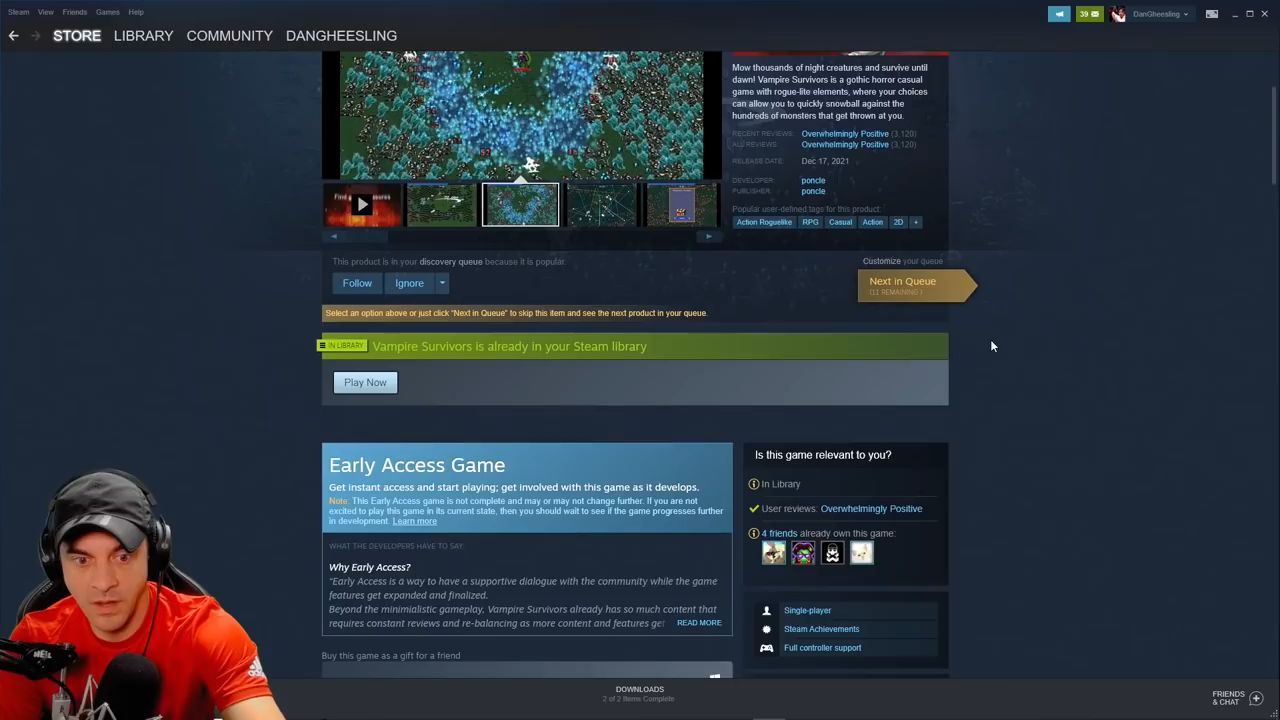 Steam View Friends Games Help
39 DanGheesling
STORE LIBRARY COMMUNITY DANGHEESLING
Mow thousands of night creatures and survive until
dawn! Vampire Survivors is a gothic horror casual
game with rogue-lite elements, where your choices
can allow you to quickly snowball against the
hundreds of monsters that get thrown at you.
RECENT REVIEWS: Overwhelmingly Positive (3,120)
ALL REVIEWS: Overwhelmingly Positive (3,120)
RELEASE DATE: Dec 17, 2021
DEVELOPER: poncle
PUBLISHER: poncle
Popular user-defined tags for this product:
Action Roguelike RPG Casual Action 2D +
This product is in your discovery queue because it is popular.
Customize your queue
Follow Ignore
Next in Queue
(11 REMAINING )
Select an option above or just click "Next in Queue" to skip this item and see the next product in your queue.
IN LIBRARY Vampire Survivors is already in your Steam library
Play Now
Early Access Game
Get instant access and start playing; get involved with this game as it develops.
Note: This Early Access game is not complete and may or may not change further. If you are not
excited to play this game in its current state, then you should wait to see if the game progresses further
in development. Learn more
WHAT THE DEVELOPERS HAVE TO SAY:
Why Early Access?
"Early Access is a way to have a supportive dialogue with the community while the game
features get expanded and finalized.
Beyond the minimialistic gameplay, Vampire Survivors already has so much content that
requires constant reviews and re-balancing as more content and features get READ MORE
Buy this game as a gift for a friend
Is this game relevant to you?
In Library
User reviews: Overwhelmingly Positive
4 friends already own this game:
Single-player
Steam Achievements
Full controller support
DOWNLOADS
2 of 2 Items Complete
FRIENDS
& CHAT